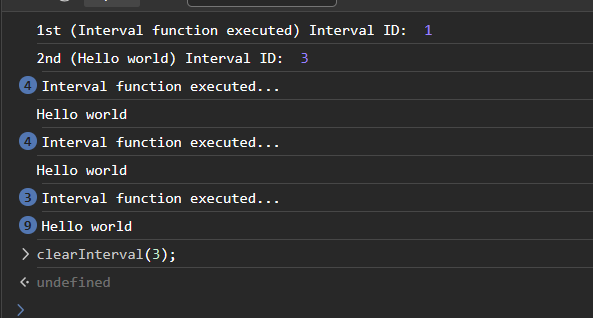 1st (Interval function executed) Interval ID: 1
2nd (Hello world) Interval ID: 3
4 Interval function executed...
Hello world
4 Interval function executed...
Hello world
3 Interval function executed...
9 Hello world
> clearInterval(3);
undefined
>